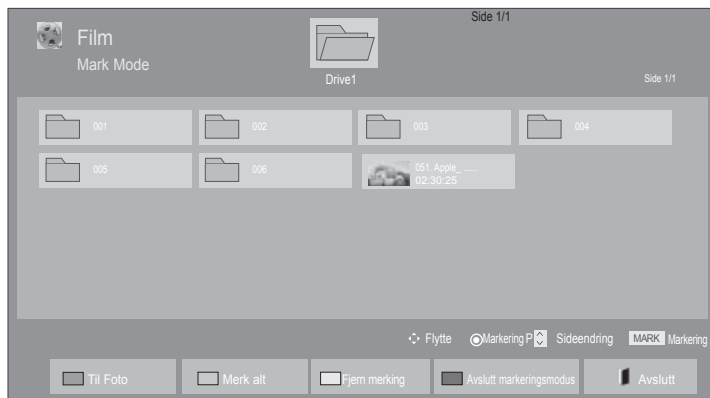 Side 1/1
Film
Mark Mode
Drive1
Side 1/1
001 002 003 004
005 006 051. Apple_ ......
02:30:25
Flytte Markering P Sideendring MARK Markering
Til Foto Merk alt Fjern merking Avslutt markeringsmodus Avslutt